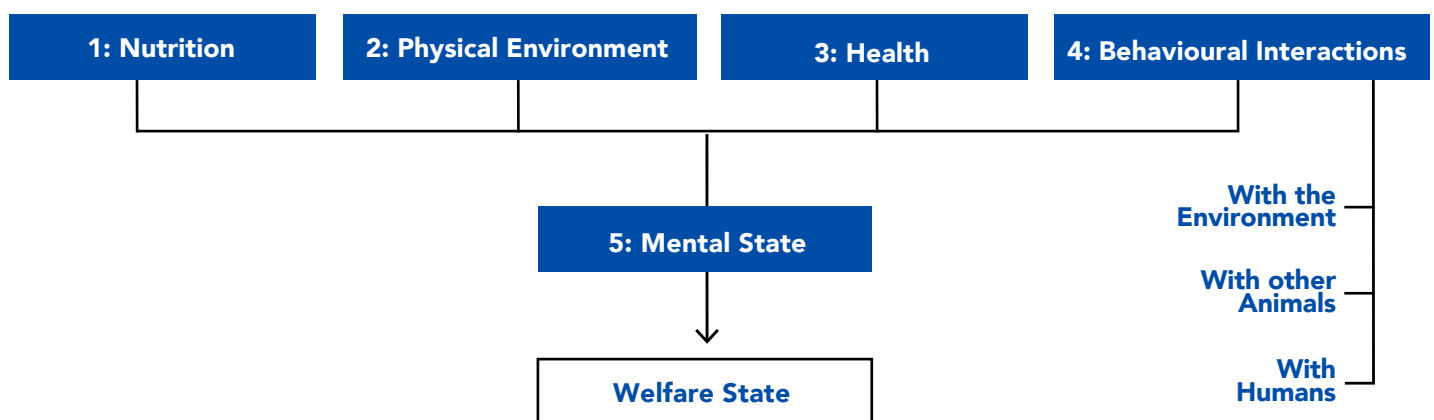 1: Nutrition
2: Physical Environment
3: Health
4: Behavioural Interactions
With the
Environment
5: Mental State
With other
Animals
With
Humans
Welfare State